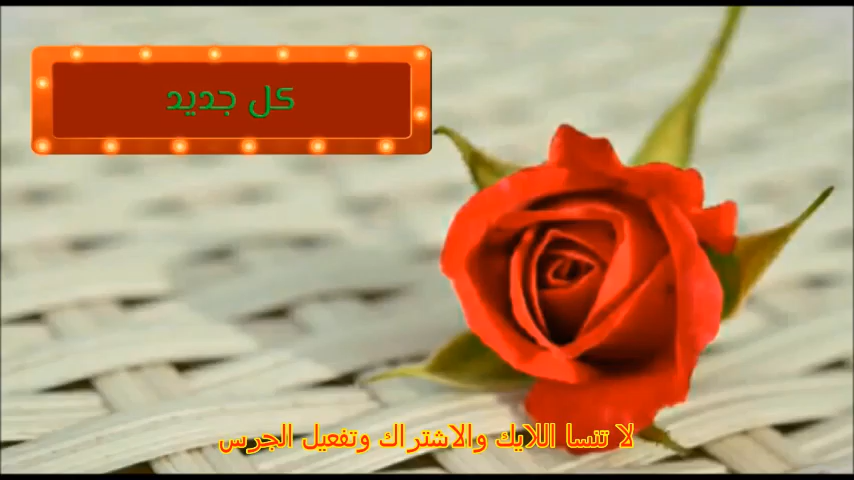 كل جديد
لا تنسا اللايك والاشتراك وتفعيل الجرس